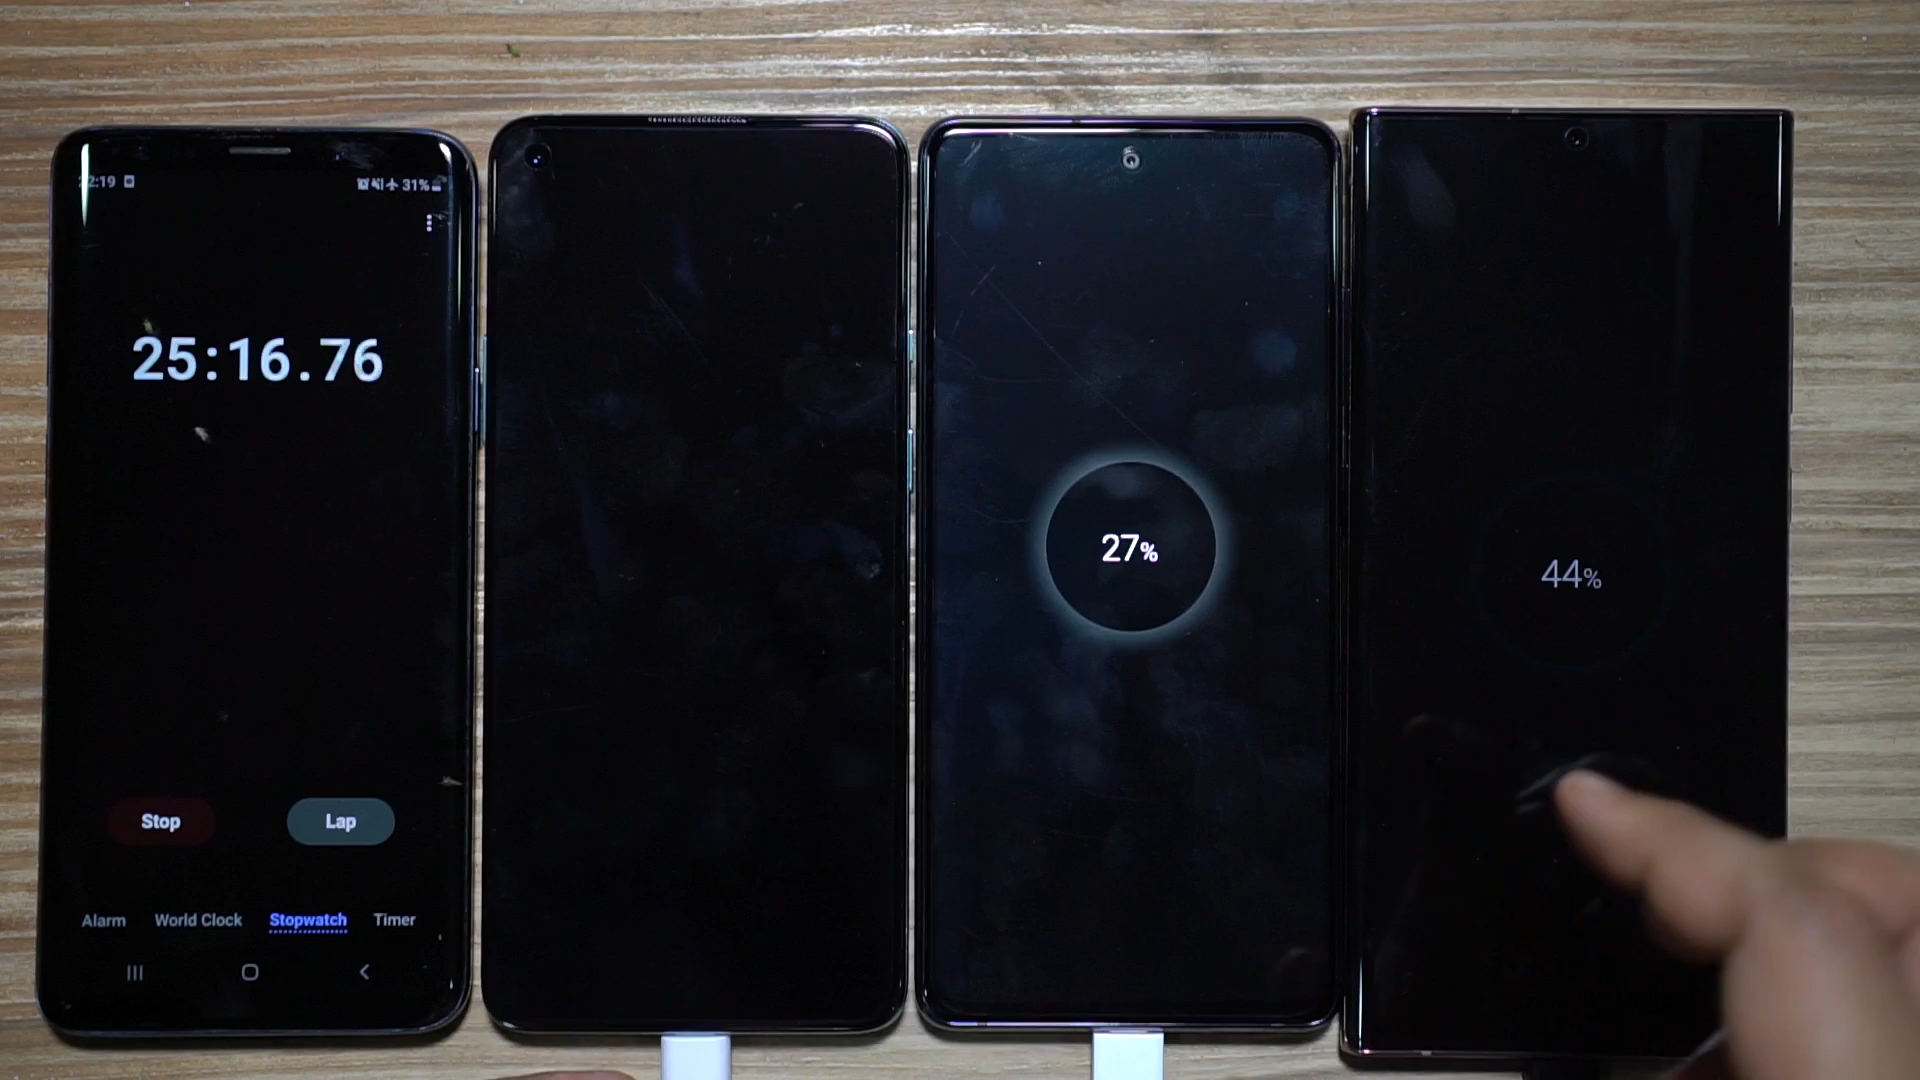 2:19 31%
25:16.76
27%
44%
Stop Lap
Alarm World Clock Stopwatch Timer